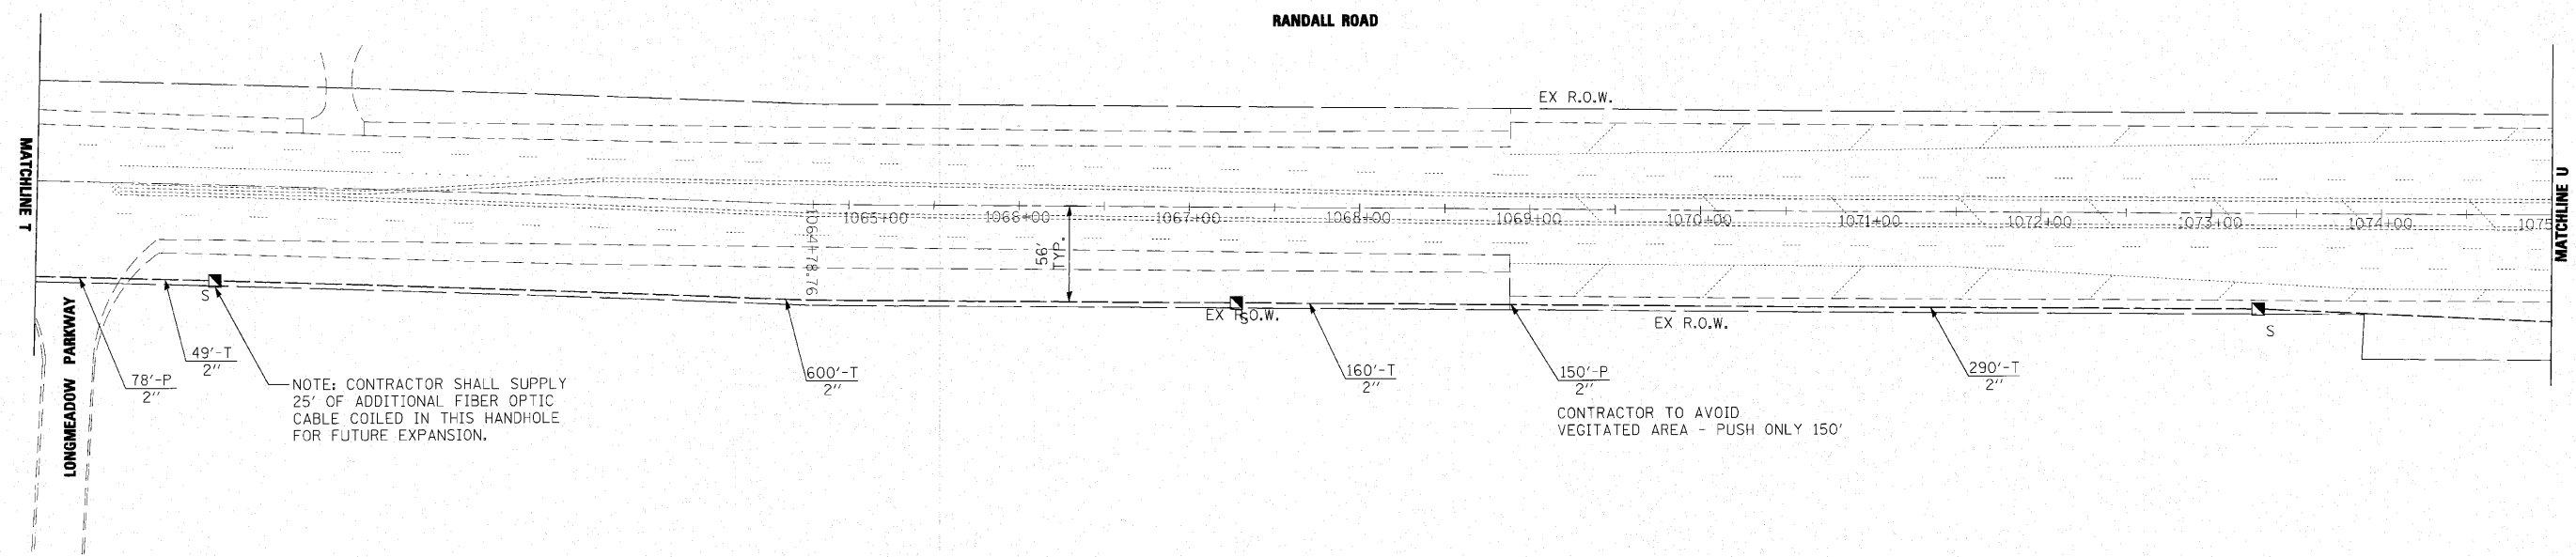 RANDALL ROAD
EX R.O.W.
MATCHLINE T
MATCHLINE U
1064+78.76
1065+00
1066+00
1067+00
1068+00
1069+00
1070+00
1071+00
1072+00
1073+00
1074+00
1075
56'
TYP.
S
EX R.O.W.
S
EX R.O.W.
S
LONGMEADOW PARKWAY
78'-P
2"
49'-T
2"
NOTE: CONTRACTOR SHALL SUPPLY
25' OF ADDITIONAL FIBER OPTIC
CABLE COILED IN THIS HANDHOLE
FOR FUTURE EXPANSION.
600'-T
2"
160'-T
2"
150'-P
2"
CONTRACTOR TO AVOID
VEGITATED AREA - PUSH ONLY 150'
290'-T
2"